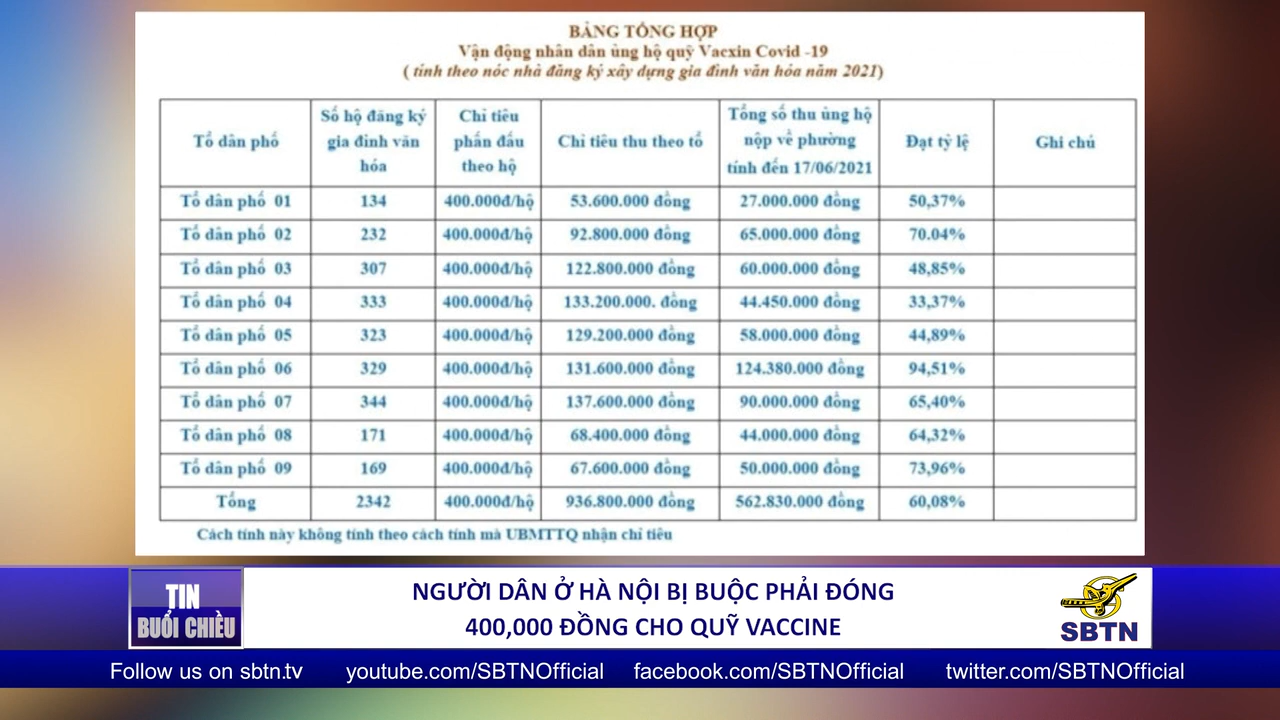 BẢNG TỔNG HỢP
Vận động nhân dân ủng hộ quỹ Vacxin Covid -19
( tính theo nóc nhà đăng ký xây dựng gia đình văn hóa năm 2021)
Tổ dân phố | Số hộ đăng ký gia đình văn hóa | Chỉ tiêu phấn đấu theo hộ | Chỉ tiêu thu theo tổ | Tổng số thu ủng hộ nộp về phường tính đến 17/06/2021 | Đạt tỷ lệ | Ghi chú
Tổ dân phố 01 | 134 | 400.000đ/hộ | 53.600.000 đồng | 27.000.000 đồng | 50,37%
Tổ dân phố 02 | 232 | 400.000đ/hộ | 92.800.000 đồng | 65.000.000 đồng | 70.04%
Tổ dân phố 03 | 307 | 400.000đ/hộ | 122.800.000 đồng | 60.000.000 đồng | 48,85%
Tổ dân phố 04 | 333 | 400.000đ/hộ | 133.200.000. đồng | 44.450.000 đồng | 33,37%
Tổ dân phố 05 | 323 | 400.000đ/hộ | 129.200.000 đồng | 58.000.000 đồng | 44,89%
Tổ dân phố 06 | 329 | 400.000đ/hộ | 131.600.000 đồng | 124.380.000 đồng | 94,51%
Tổ dân phố 07 | 344 | 400.000đ/hộ | 137.600.000 đồng | 90.000.000 đồng | 65,40%
Tổ dân phố 08 | 171 | 400.000đ/hộ | 68.400.000 đồng | 44.000.000 đồng | 64,32%
Tổ dân phố 09 | 169 | 400.000đ/hộ | 67.600.000 đồng | 50.000.000 đồng | 73,96%
Tổng | 2342 | 400.000đ/hộ | 936.800.000 đồng | 562.830.000 đồng | 60,08%
Cách tính này không tính theo cách tính mà UBMTTQ nhận chỉ tiêu
TIN
BUỔI CHIỀU
NGƯỜI DÂN Ở HÀ NỘI BỊ BUỘC PHẢI ĐÓNG
400,000 ĐỒNG CHO QUỸ VACCINE
SBTN
Follow us on sbtn.tv youtube.com/SBTNOfficial facebook.com/SBTNOfficial twitter.com/SBTNOfficial